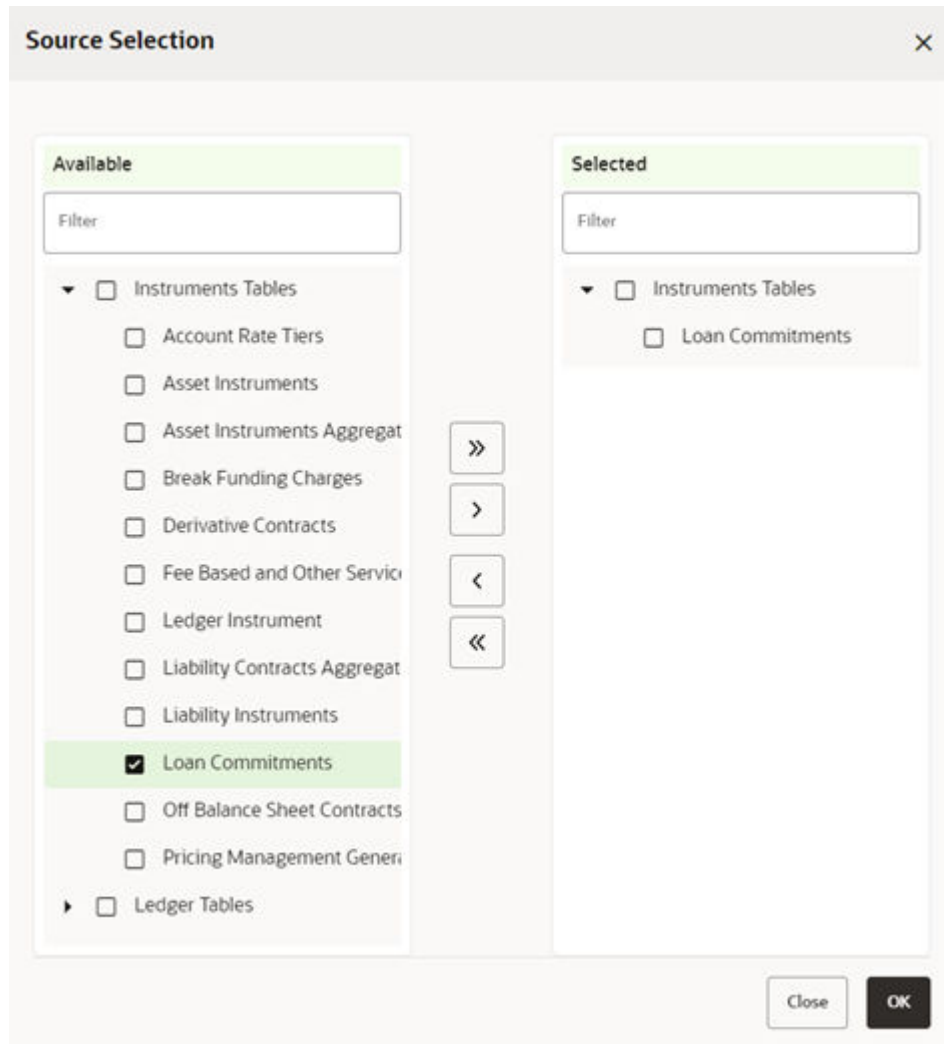 Source Selection
Available
Filter
Instruments Tables
Account Rate Tiers
Asset Instruments
Asset Instruments Aggregat
Break Funding Charges
Derivative Contracts
Fee Based and Other Servic
Ledger Instrument
Liability Contracts Aggregat
Liability Instruments
Loan Commitments
Off Balance Sheet Contracts
Pricing Management Genera
Ledger Tables
Selected
Filter
Instruments Tables
Loan Commitments
Close
OK